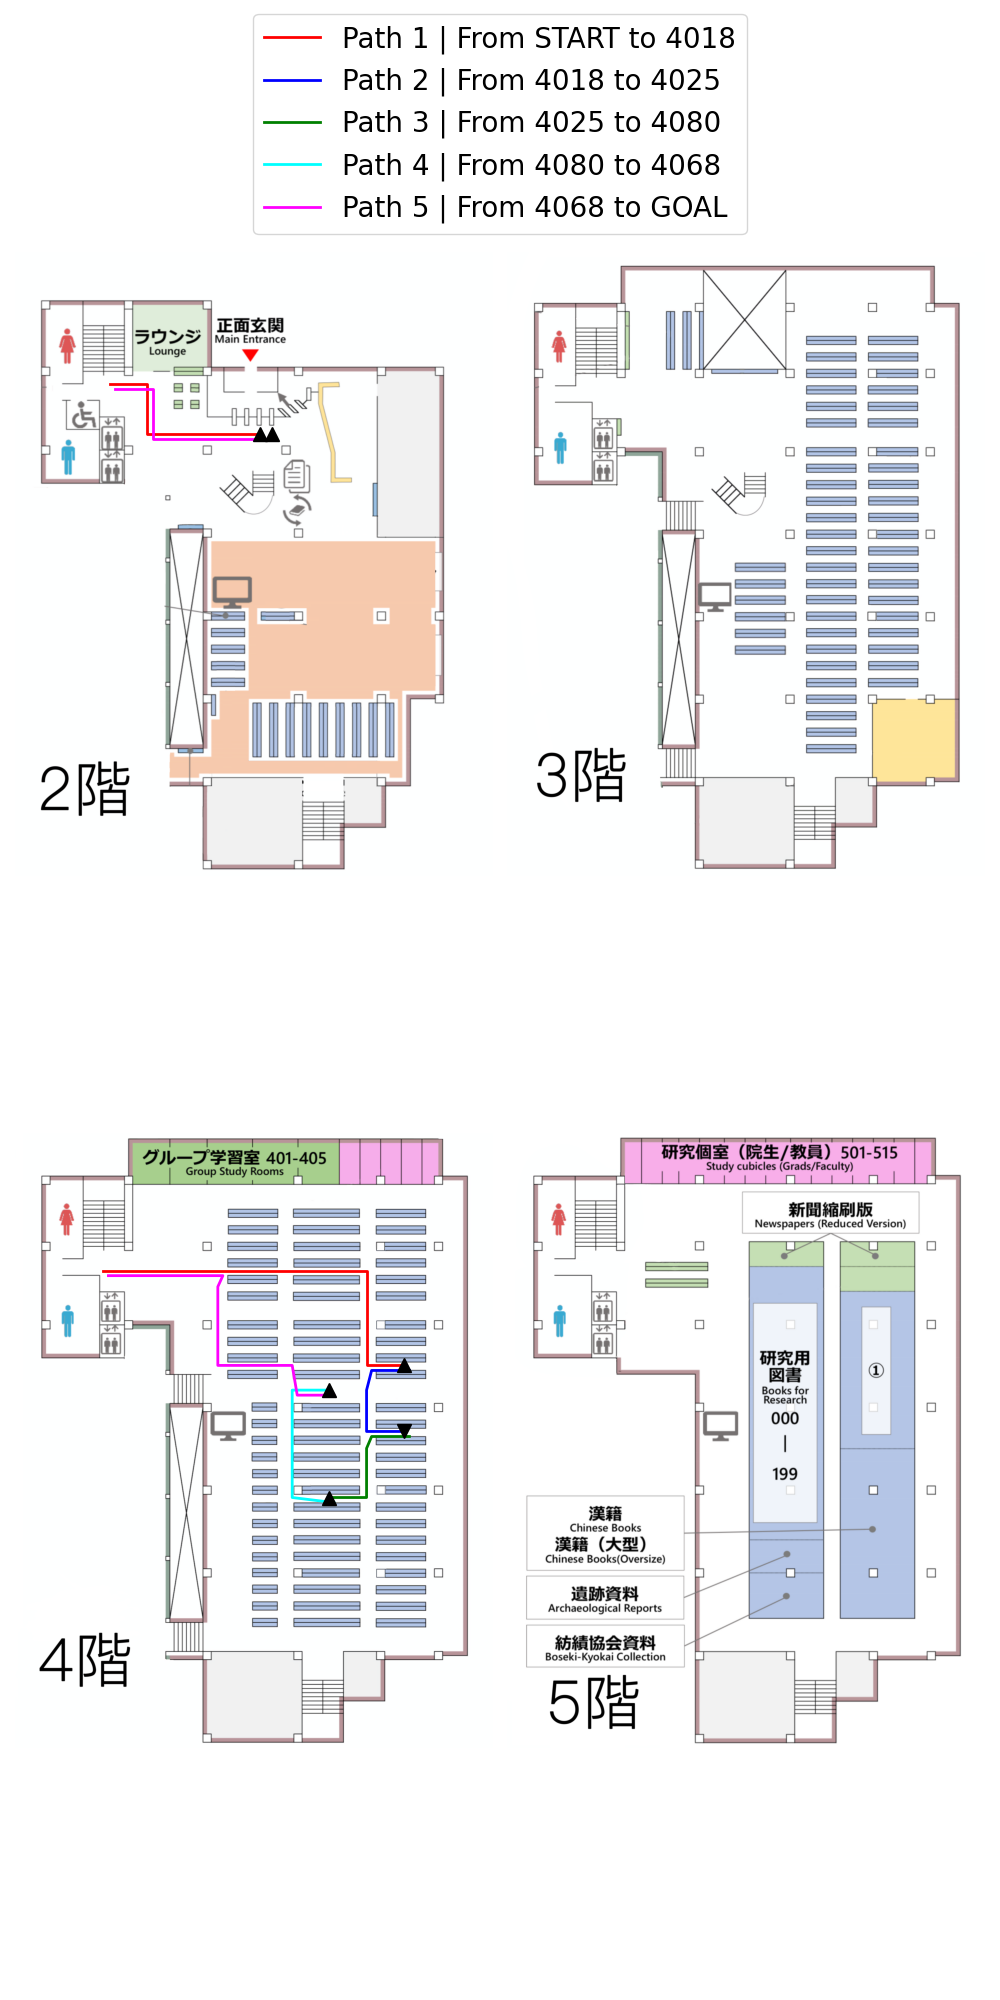 Path 1 | From START to 4018
Path 2 | From 4018 to 4025
Path 3 | From 4025 to 4080
Path 4 | From 4080 to 4068
Path 5 | From 4068 to GOAL
ラウンジ
Lounge
正面玄関
Main Entrance
2階
3階
グループ学習室 401-405
Group Study Rooms
4階
研究個室（院生/教員）501-515
Study cubicles (Grads/Faculty)
新聞縮刷版
Newspapers (Reduced Version)
研究用
図書
Books for
Research
000
|
199
①
漢籍
Chinese Books
漢籍（大型）
Chinese Books(Oversize)
遺跡資料
Archaeological Reports
紡績協会資料
Boseki-Kyokai Collection
5階